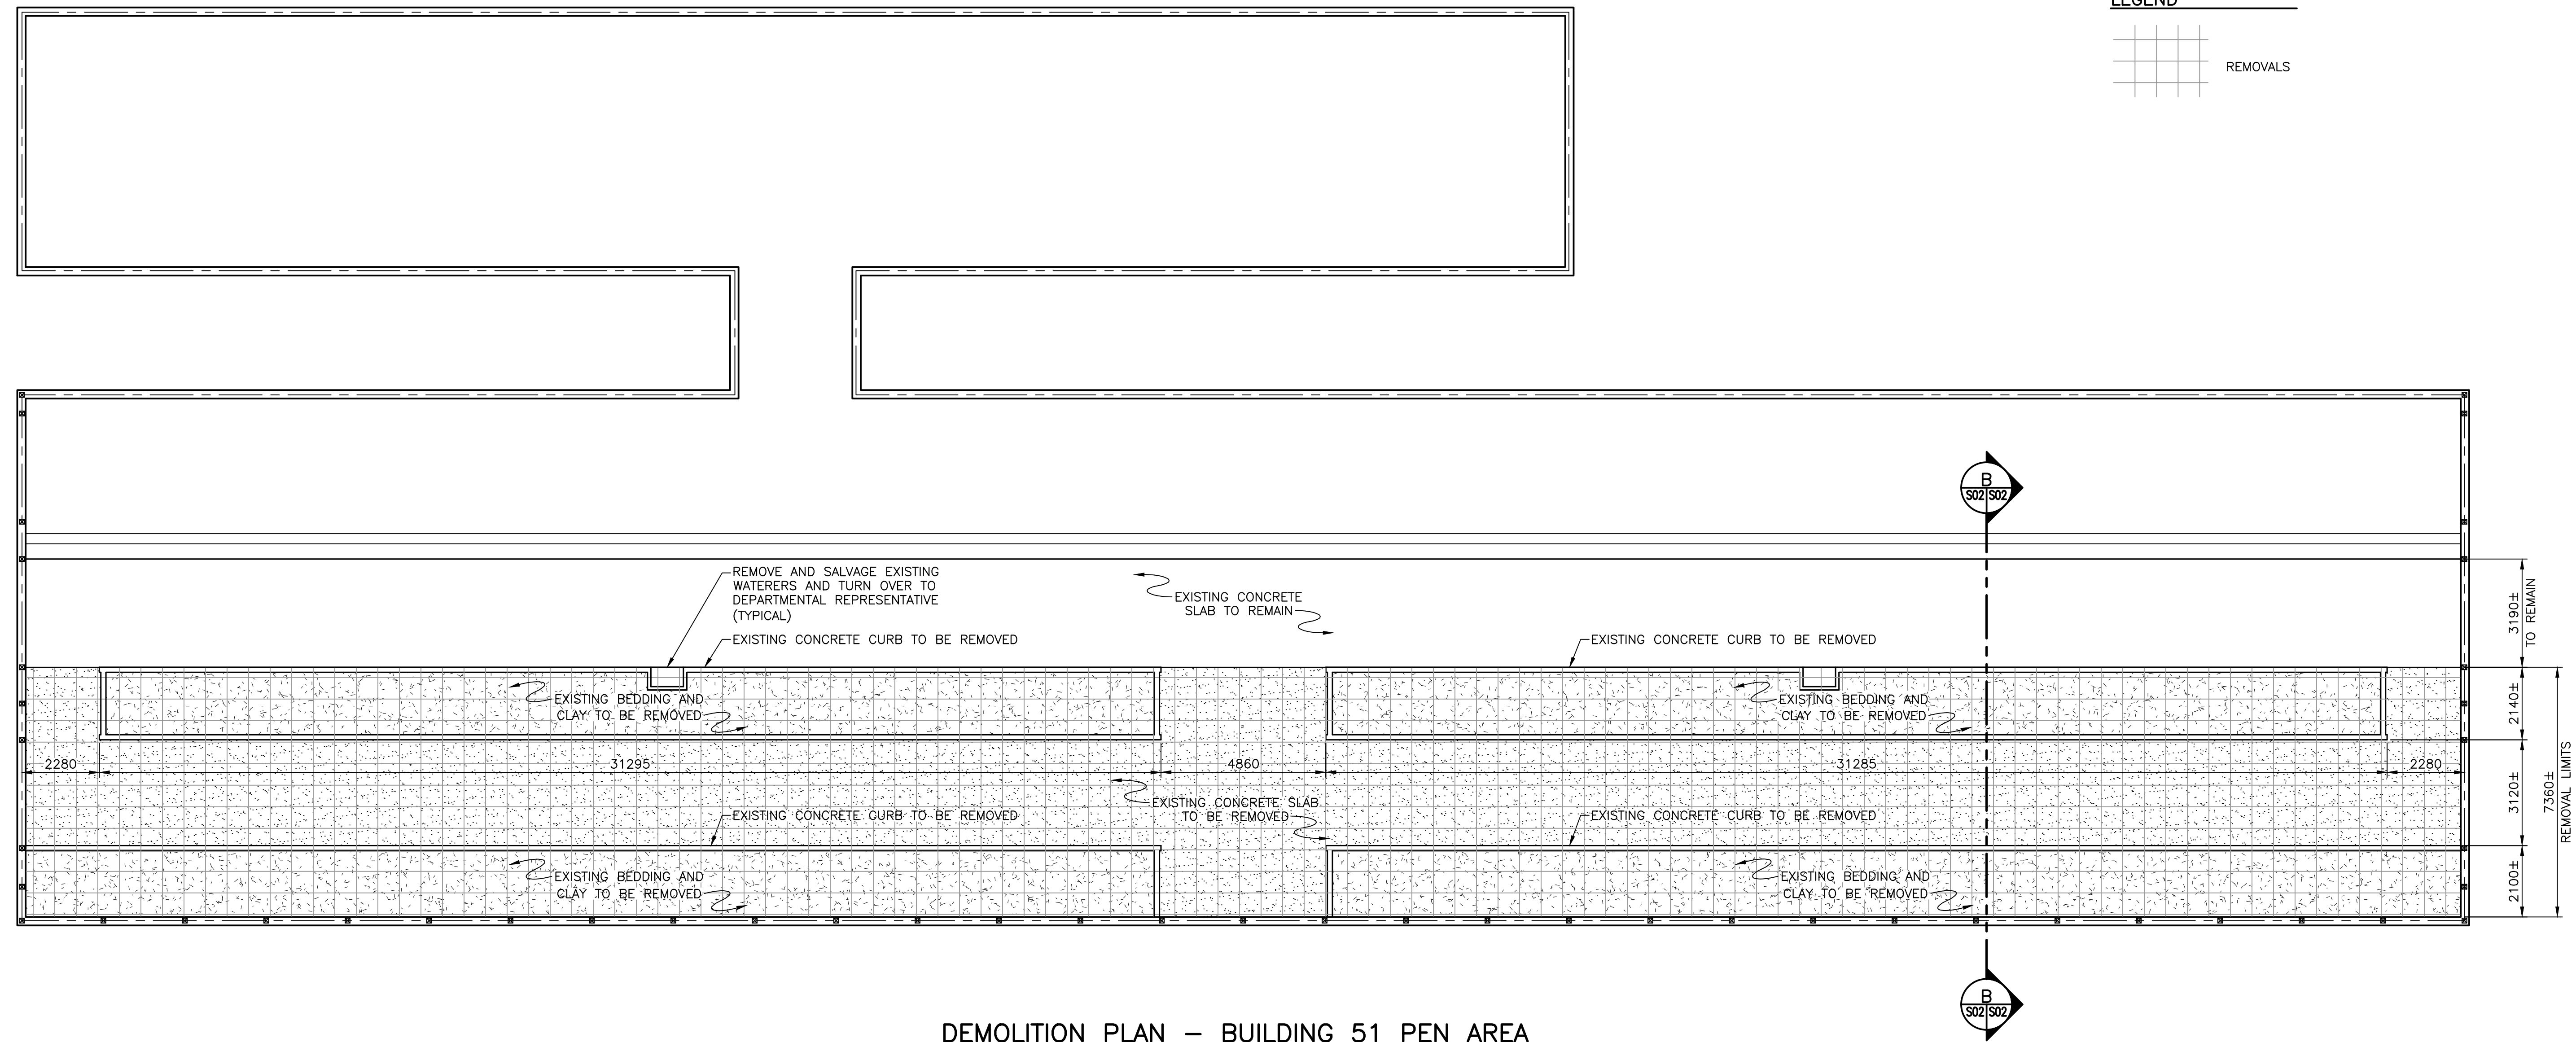 LEGEND
REMOVALS
B
S02 S02
REMOVE AND SALVAGE EXISTING
WATERERS AND TURN OVER TO
DEPARTMENTAL REPRESENTATIVE
(TYPICAL)
EXISTING CONCRETE
SLAB TO REMAIN
3190±
TO REMAIN
EXISTING CONCRETE CURB TO BE REMOVED
EXISTING CONCRETE CURB TO BE REMOVED
EXISTING BEDDING AND
CLAY TO BE REMOVED
EXISTING BEDDING AND
CLAY TO BE REMOVED
2140±
2280
31295
4860
31285
2280
3120±
7360±
REMOVAL LIMITS
EXISTING CONCRETE SLAB
TO BE REMOVED
EXISTING CONCRETE CURB TO BE REMOVED
EXISTING CONCRETE CURB TO BE REMOVED
EXISTING BEDDING AND
CLAY TO BE REMOVED
EXISTING BEDDING AND
CLAY TO BE REMOVED
2100±
B
S02 S02
DEMOLITION PLAN – BUILDING 51 PEN AREA